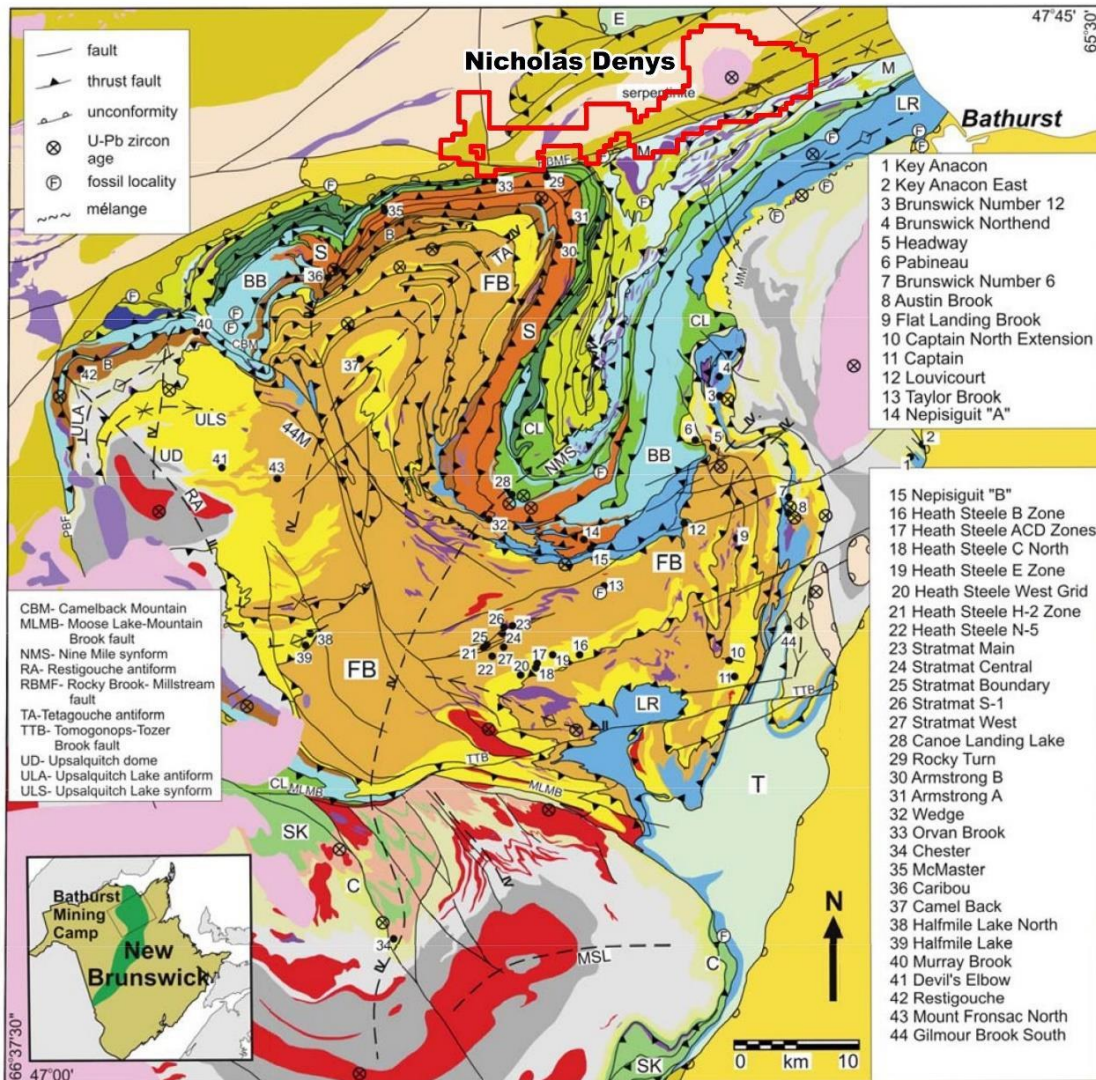 47°45'
65°30'
fault
thrust fault
unconformity
U-Pb zircon
age
fossil locality
mélange
E
Nicholas Denys
serpentinite
M
LR
Bathurst
1 Key Anacon
2 Key Anacon East
3 Brunswick Number 12
4 Brunswick Northend
5 Headway
6 Pabineau
7 Brunswick Number 6
8 Austin Brook
9 Flat Landing Brook
10 Captain North Extension
11 Captain
12 Louvicourt
13 Taylor Brook
14 Nepisiguit "A"
15 Nepisiguit "B"
16 Heath Steele B Zone
17 Heath Steele ACD Zones
18 Heath Steele C North
19 Heath Steele E Zone
20 Heath Steele West Grid
21 Heath Steele H-2 Zone
22 Heath Steele N-5
23 Stratmat Main
24 Stratmat Central
25 Stratmat Boundary
26 Stratmat S-1
27 Stratmat West
28 Canoe Landing Lake
29 Rocky Turn
30 Armstrong B
31 Armstrong A
32 Wedge
33 Orvan Brook
34 Chester
35 McMaster
36 Caribou
37 Camel Back
38 Halfmile Lake North
39 Halfmile Lake
40 Murray Brook
41 Devil's Elbow
42 Restigouche
43 Mount Fronsac North
44 Gilmour Brook South
M
33
29
35
31
30
B
S
36
TA
FB
BB
S
CL
MM
40
CBM
4
3
B
42
37
ULA
ULS
44M
CL
6
5
2
1
UD
41
43
NMS
BB
RA
28
7
8
PBF
32
14
12
9
15
FB
13
26
23
25
24
21
27
17
16
22
19
20
18
38
39
FB
10
11
44
LR
TTB
TTB
CL
MLMB
MLMB
T
SK
C
34
MSL
C
SK
CBM- Camelback Mountain
MLMB- Moose Lake-Mountain
Brook fault
NMS- Nine Mile synform
RA- Restigouche antiform
RBMF- Rocky Brook- Millstream
fault
TA-Tetagouche antiform
TTB- Tomogonops-Tozer
Brook fault
UD- Upsalquitch dome
ULA- Upsalquitch Lake antiform
ULS- Upsalquitch Lake synform
Bathurst
Mining
Camp
New
Brunswick
N
0
10
km
66°37'30"
47°00'